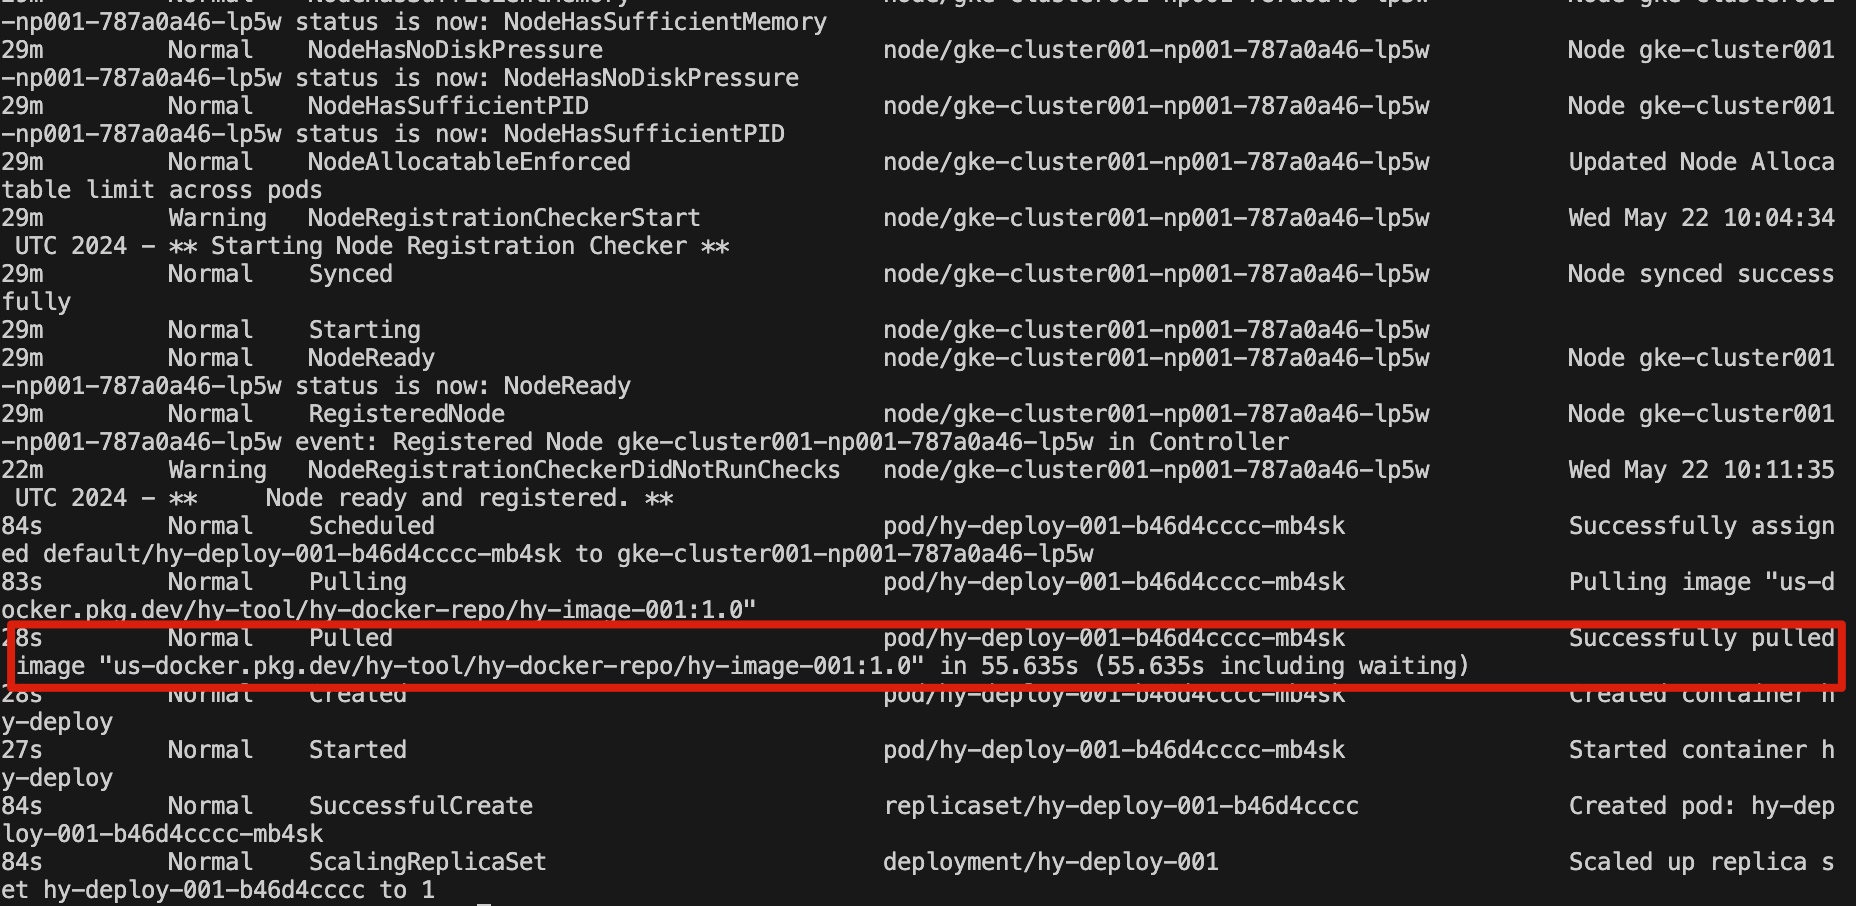 -np001-787a0a46-lp5w status is now: NodeHasSufficientMemory
29m Normal NodeHasNoDiskPressure node/gke-cluster001-np001-787a0a46-lp5w Node gke-cluster001
-np001-787a0a46-lp5w status is now: NodeHasNoDiskPressure
29m Normal NodeHasSufficientPID node/gke-cluster001-np001-787a0a46-lp5w Node gke-cluster001
-np001-787a0a46-lp5w status is now: NodeHasSufficientPID
29m Normal NodeAllocatableEnforced node/gke-cluster001-np001-787a0a46-lp5w Updated Node Alloca
table limit across pods
29m Warning NodeRegistrationCheckerStart node/gke-cluster001-np001-787a0a46-lp5w Wed May 22 10:04:34
UTC 2024 - ** Starting Node Registration Checker **
29m Normal Synced node/gke-cluster001-np001-787a0a46-lp5w Node synced success
fully
29m Normal Starting node/gke-cluster001-np001-787a0a46-lp5w
29m Normal NodeReady node/gke-cluster001-np001-787a0a46-lp5w Node gke-cluster001
-np001-787a0a46-lp5w status is now: NodeReady
29m Normal RegisteredNode node/gke-cluster001-np001-787a0a46-lp5w Node gke-cluster001
-np001-787a0a46-lp5w event: Registered Node gke-cluster001-np001-787a0a46-lp5w in Controller
22m Warning NodeRegistrationCheckerDidNotRunChecks node/gke-cluster001-np001-787a0a46-lp5w Wed May 22 10:11:35
UTC 2024 - ** Node ready and registered. **
84s Normal Scheduled pod/hy-deploy-001-b46d4cccc-mb4sk Successfully assign
ed default/hy-deploy-001-b46d4cccc-mb4sk to gke-cluster001-np001-787a0a46-lp5w
83s Normal Pulling pod/hy-deploy-001-b46d4cccc-mb4sk Pulling image "us-d
ocker.pkg.dev/hy-tool/hy-docker-repo/hy-image-001:1.0"
28s Normal Pulled pod/hy-deploy-001-b46d4cccc-mb4sk Successfully pulled
image "us-docker.pkg.dev/hy-tool/hy-docker-repo/hy-image-001:1.0" in 55.635s (55.635s including waiting)
28s Normal Created pod/hy-deploy-001-b46d4cccc-mb4sk Created container h
y-deploy
27s Normal Started pod/hy-deploy-001-b46d4cccc-mb4sk Started container h
y-deploy
84s Normal SuccessfulCreate replicaset/hy-deploy-001-b46d4cccc Created pod: hy-dep
loy-001-b46d4cccc-mb4sk
84s Normal ScalingReplicaSet deployment/hy-deploy-001 Scaled up replica s
et hy-deploy-001-b46d4cccc to 1